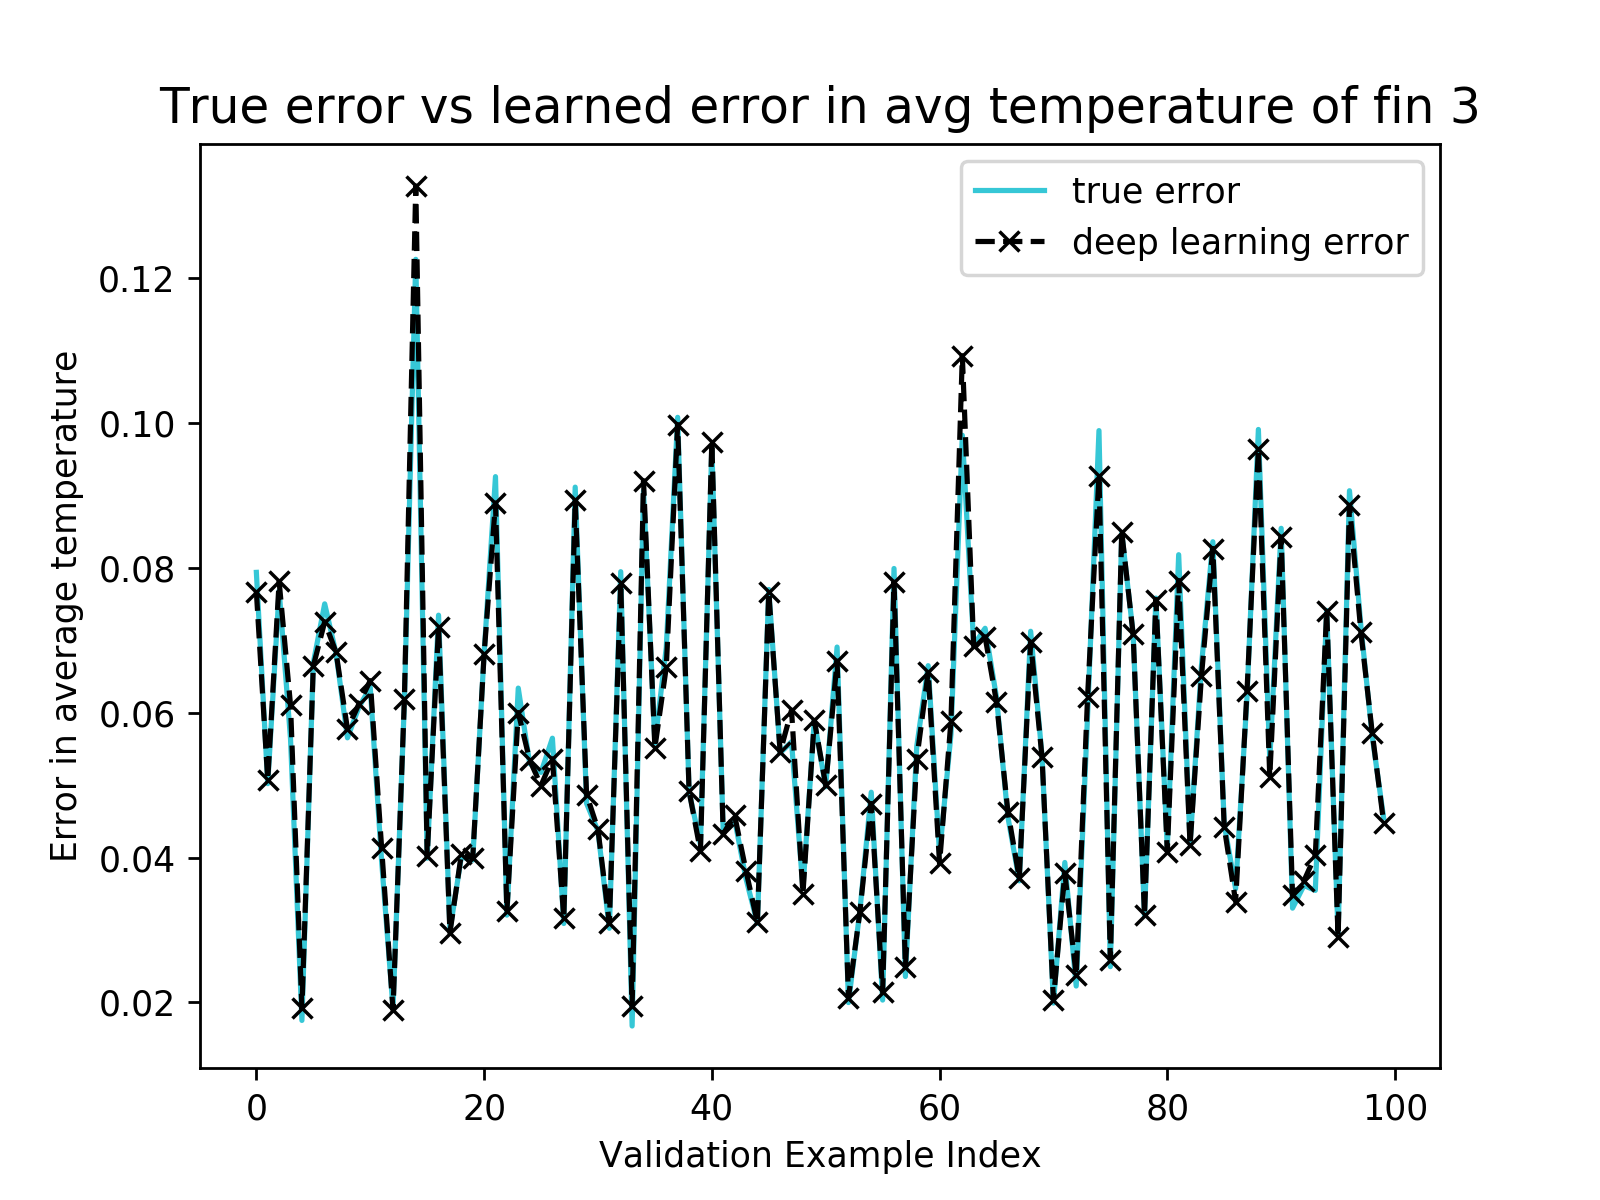 True error vs learned error in avg temperature of fin 3
true error
deep learning error
Error in average temperature
0.12
0.10
0.08
0.06
0.04
0.02
0 20 40 60 80 100
Validation Example Index